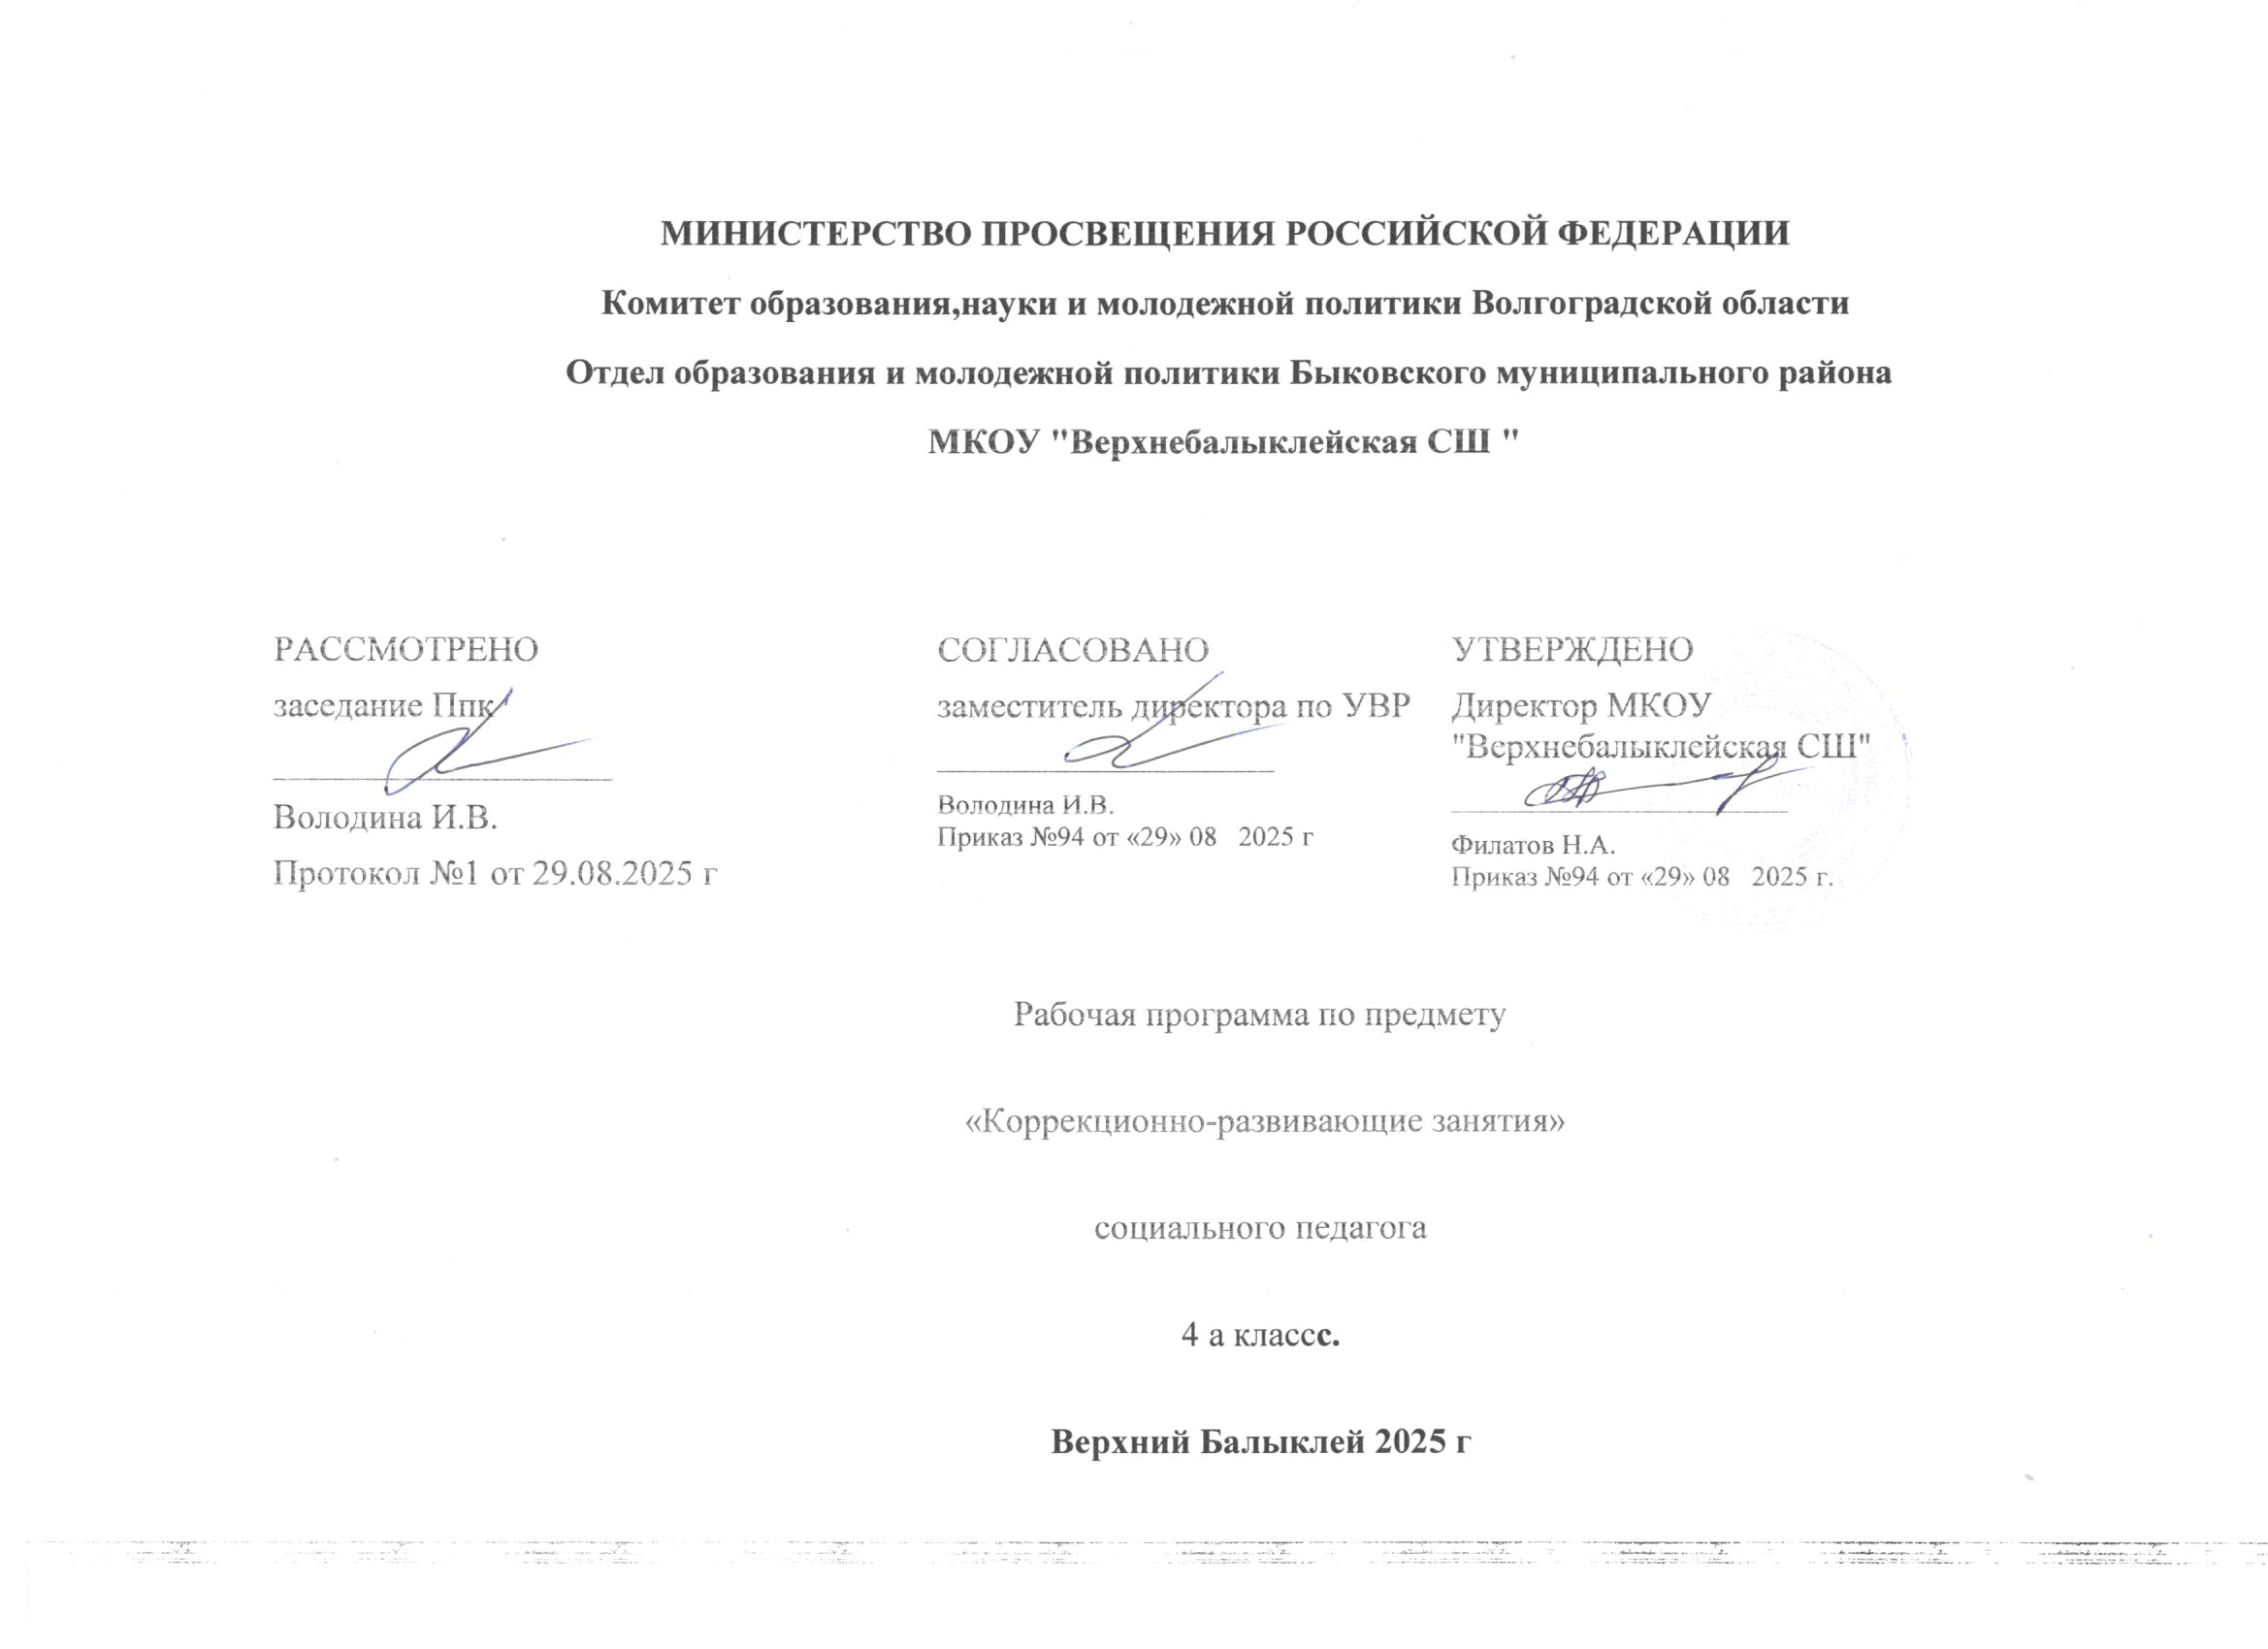 МИНИСТЕРСТВО ПРОСВЕЩЕНИЯ РОССИЙСКОЙ ФЕДЕРАЦИИ
Комитет образования,науки и молодежной политики Волгоградской области
Отдел образования и молодежной политики Быковского муниципального района
МКОУ "Верхнебалыклейская СШ "
РАССМОТРЕНО
заседание Ппк
Володина И.В.
Протокол №1 от 29.08.2025 г
СОГЛАСОВАНО
заместитель директора по УВР
Володина И.В.
Приказ №94 от «29» 08 2025 г
УТВЕРЖДЕНО
Директор МКОУ
"Верхнебалыклейская СШ"
Филатов Н.А.
Приказ №94 от «29» 08 2025 г.
Рабочая программа по предмету
«Коррекционно-развивающие занятия»
социального педагога
4 а классс.
Верхний Балыклей 2025 г